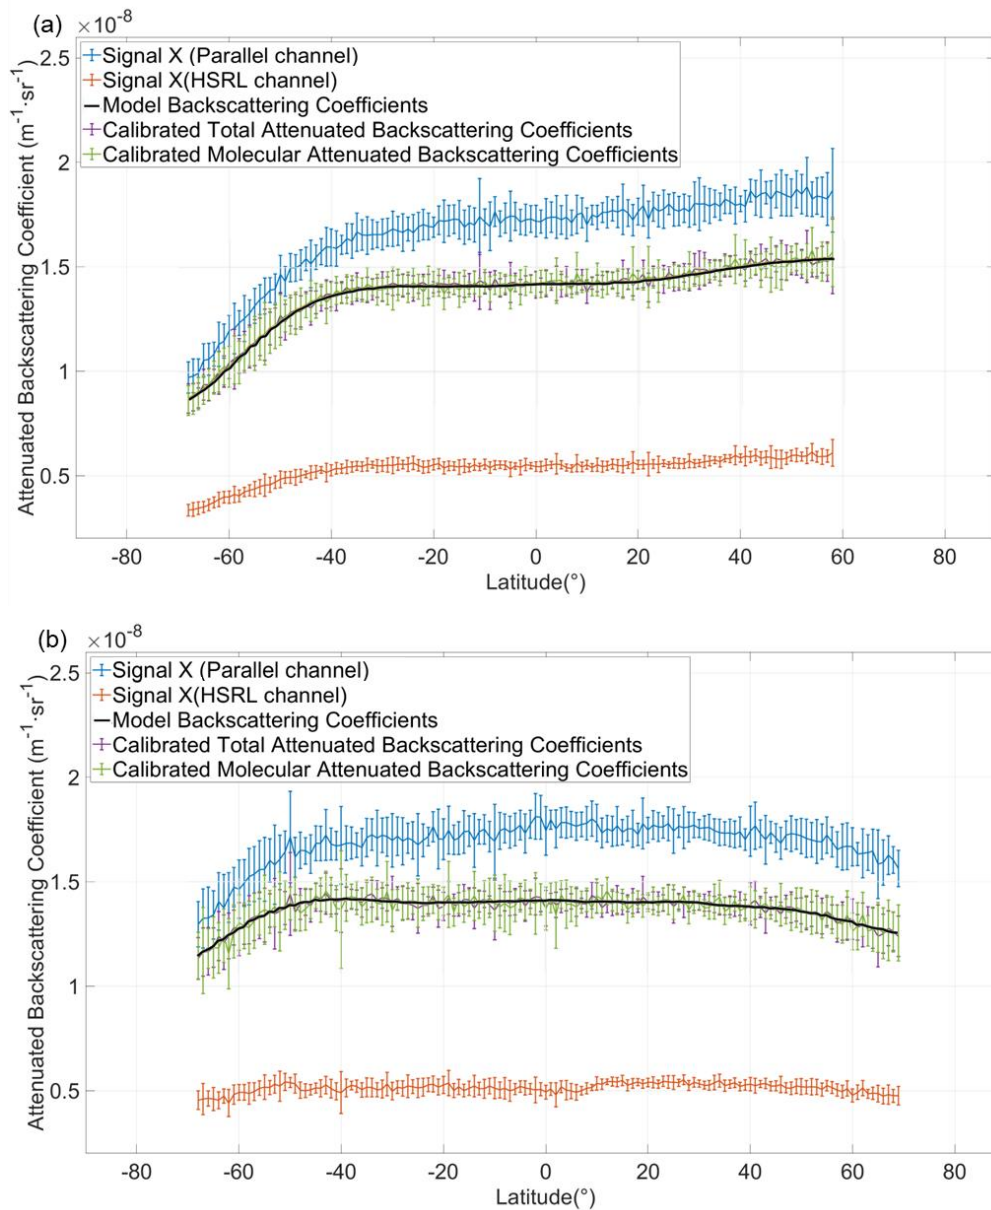 (a)
×10⁻⁸
Signal X (Parallel channel)
Signal X(HSRL channel)
Model Backscattering Coefficients
Calibrated Total Attenuated Backscattering Coefficients
Calibrated Molecular Attenuated Backscattering Coefficients
Attenuated Backscattering Coefficient (m⁻¹·sr⁻¹)
2.5
2
1.5
1
0.5
-80 -60 -40 -20 0 20 40 60 80
Latitude(°)
(b)
×10⁻⁸
Signal X (Parallel channel)
Signal X(HSRL channel)
Model Backscattering Coefficients
Calibrated Total Attenuated Backscattering Coefficients
Calibrated Molecular Attenuated Backscattering Coefficients
Attenuated Backscattering Coefficient (m⁻¹·sr⁻¹)
2.5
2
1.5
1
0.5
-80 -60 -40 -20 0 20 40 60 80
Latitude(°)